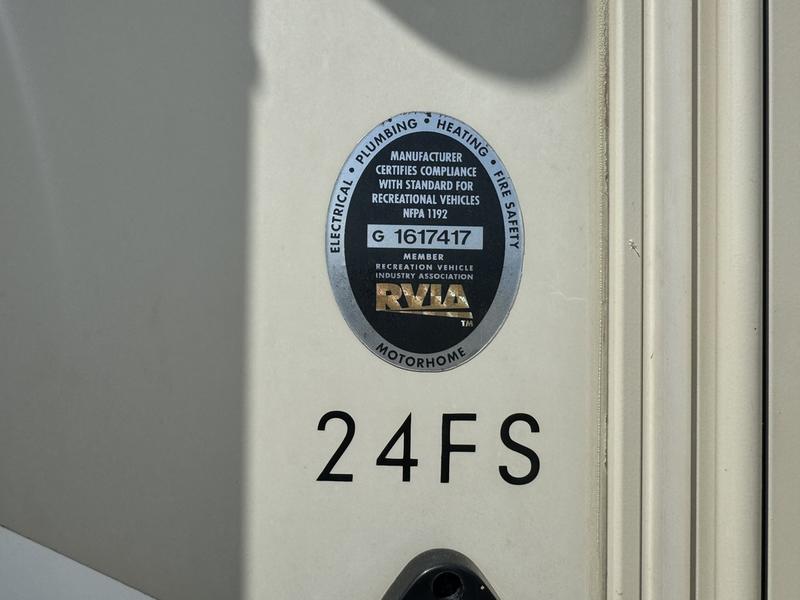 ELECTRICAL • PLUMBING • HEATING • FIRE SAFETY
MANUFACTURER
CERTIFIES COMPLIANCE
WITH STANDARD FOR
RECREATIONAL VEHICLES
NFPA 1192
G 1617417
MEMBER
RECREATION VEHICLE
INDUSTRY ASSOCIATION
RVIA
TM
MOTORHOME
24FS